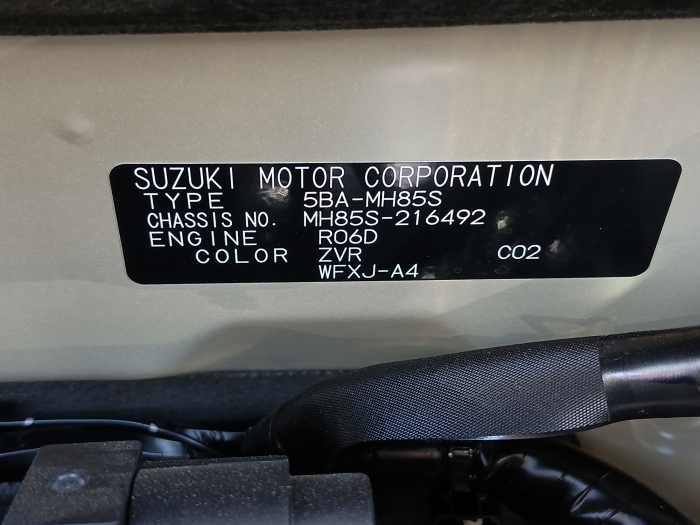 SUZUKI MOTOR CORPORATION
TYPE 5BA-MH85S
CHASSIS NO. MH85S-216492
ENGINE R06D
COLOR ZVR C02
WFXJ-A4